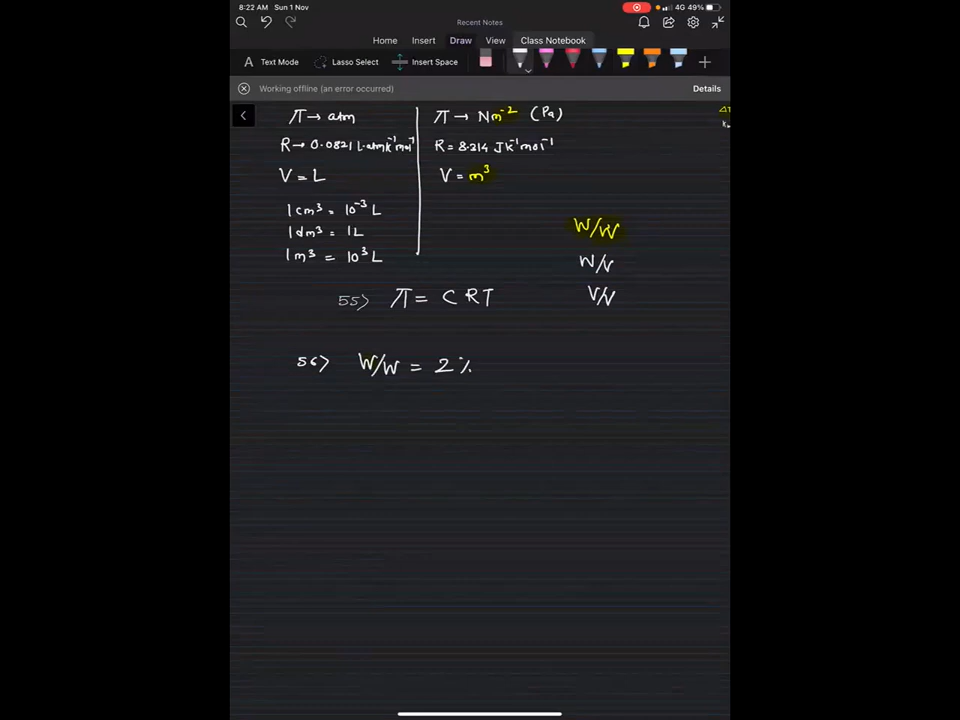 8:22 AM Sun 1 Nov 4G 49%
Recent Notes
Home Insert Draw View Class Notebook
A Text Mode Lasso Select Insert Space
Working offline (an error occurred) Details
π → atm
R → 0.0821 L·atm K⁻¹ mol⁻¹
V = L
1 cm³ = 10⁻³ L
1 dm³ = 1L
1 m³ = 10³ L
π → Nm⁻² (Pa)
R = 8.314 JK⁻¹ mol⁻¹
V = m³
W/W
W/V
V/V
55> π = C R T
56> W/W = 2 %